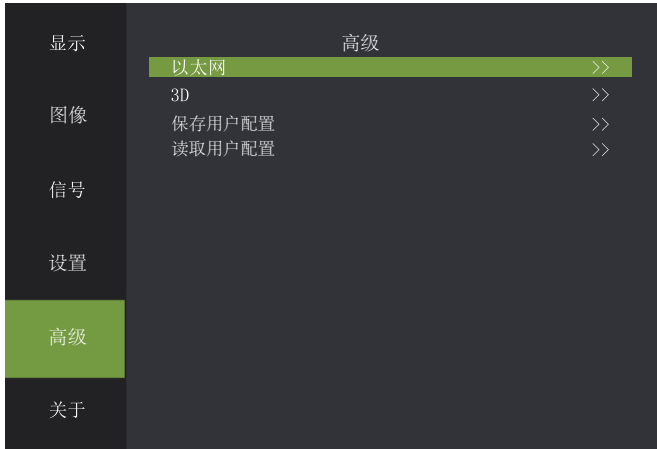 显示
图像
信号
设置
高级
关于
高级
以太网 >>
3D >>
保存用户配置 >>
读取用户配置 >>